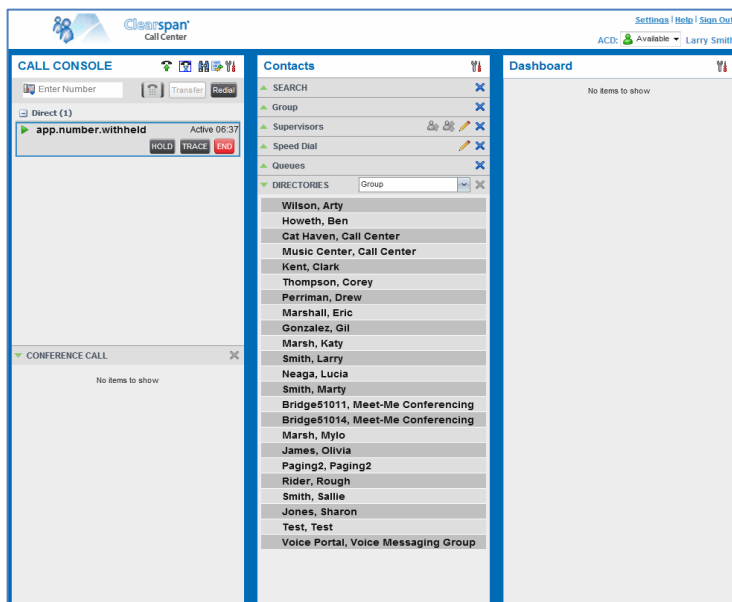 Clearspan
Call Center
Settings | Help | Sign Out
ACD: Available Larry Smith
CALL CONSOLE
Enter Number Transfer Redial
Direct (1)
app.number.withheld Active 06:37
HOLD TRACE END
CONFERENCE CALL
No items to show
Contacts
SEARCH
Group
Supervisors
Speed Dial
Queues
DIRECTORIES Group
Wilson, Arty
Howeth, Ben
Cat Haven, Call Center
Music Center, Call Center
Kent, Clark
Thompson, Corey
Perriman, Drew
Marshall, Eric
Gonzalez, Gil
Marsh, Katy
Smith, Larry
Neaga, Lucia
Smith, Marty
Bridge51011, Meet-Me Conferencing
Bridge51014, Meet-Me Conferencing
Marsh, Mylo
James, Olivia
Paging2, Paging2
Rider, Rough
Smith, Sallie
Jones, Sharon
Test, Test
Voice Portal, Voice Messaging Group
Dashboard
No items to show